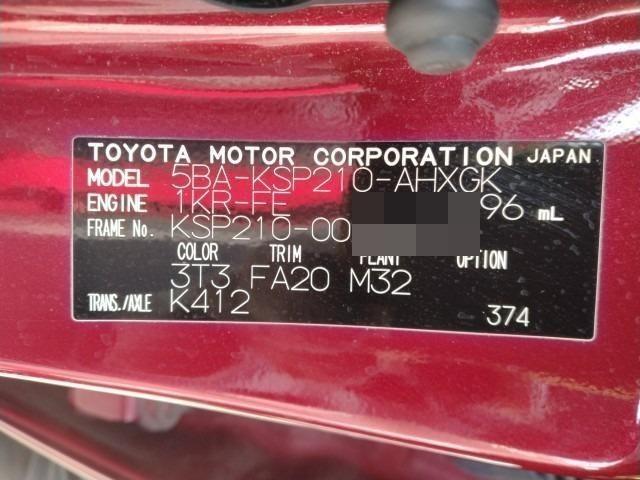 TOYOTA MOTOR CORPORATION JAPAN
MODEL 5BA-KSP210-AHXGK
ENGINE 1KR-FE 96 mL
FRAME No. KSP210-00
COLOR TRIM PLANT OPTION
3T3 FA20 M32
TRANS./AXLE K412
374